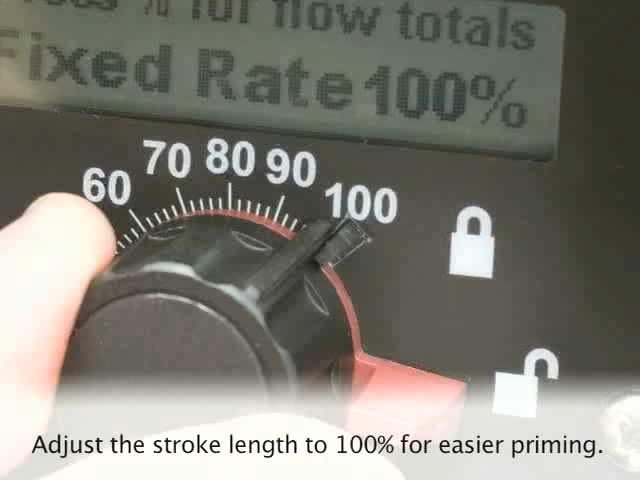 % for flow totals
Fixed Rate 100%
60 70 80 90 100
Adjust the stroke length to 100% for easier priming.